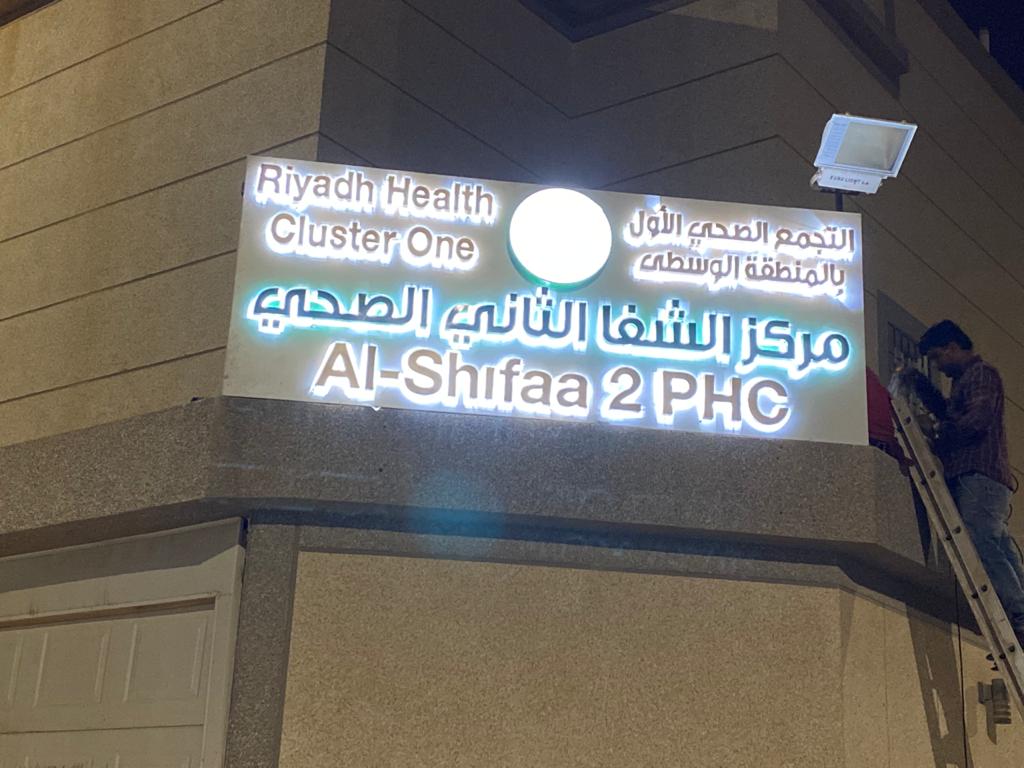 Riyadh Health
Cluster One
التجمع الصحي الأول
بالمنطقة الوسطى
مركز الشفا الثاني الصحي
Al-Shifaa 2 PHC